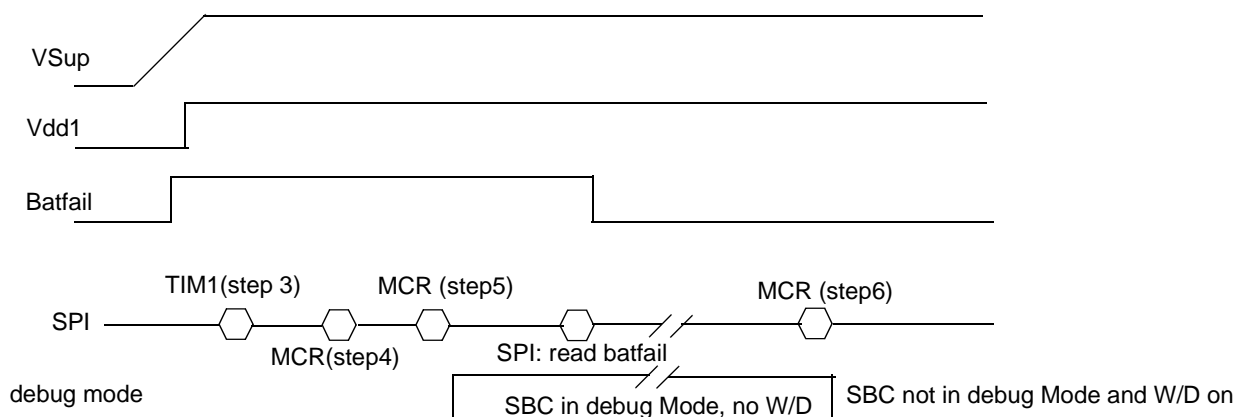 VSup
Vdd1
Batfail
TIM1(step 3)
MCR (step5)
MCR (step6)
SPI
MCR(step4)
SPI: read batfail
debug mode
SBC in debug Mode, no W/D
SBC not in debug Mode and W/D on